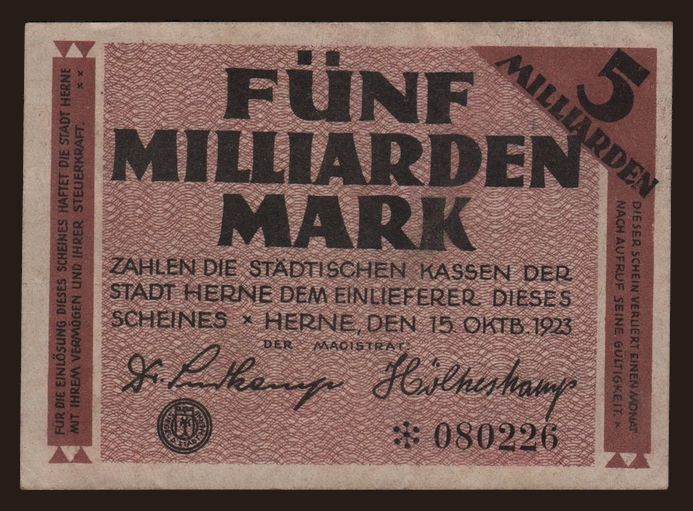 FÜNF
MILLIARDEN
MARK
5
MILLIARDEN
ZAHLEN DIE STÄDTISCHEN KASSEN DER
STADT HERNE DEM EINLIEFERER DIESES
SCHEINES × HERNE, DEN 15. OKTB. 1923
DER MAGISTRAT:
Hölkeskamp
✻ 080226
FÜR DIE EINLÖSUNG DIESES SCHEINES HAFTET DIE STADT HERNE
MIT IHREM VERMÖGEN UND IHRER STEUERKRAFT. × ×
DIESER SCHEIN VERLIERT EINEN MONAT
NACH AUFRUF SEINE GÜLTIGKEIT. ×